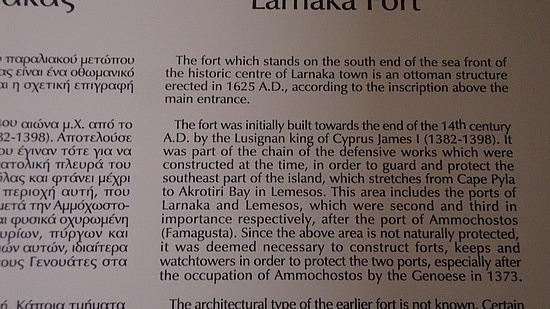 άκας
Larnaka Fort
παραλιακού μετώπου
ας είναι ένα οθωμανικό
αι η σχετική επιγραφή
The fort which stands on the south end of the sea front of
the historic centre of Larnaka town is an ottoman structure
erected in 1625 A.D., according to the inscription above the
main entrance.
ου αιώνα μ.Χ. από το
82-1398). Αποτελούσε
ου έγιναν τότε για να
ατολική πλευρά του
λας και φτάνει μέχρι
περιοχή αυτή, που
μετά την Αμμόχωστο-
αι φυσικά οχυρωμένη
υρίων, πύργων και
ών αυτών, ιδιαίτερα
ους Γενουάτες στα
The fort was initially built towards the end of the 14th century
A.D. by the Lusignan king of Cyprus James I (1382-1398). It
was part of the chain of the defensive works which were
constructed at the time, in order to guard and protect the
southeast part of the island, which stretches from Cape Pyla
to Akrotiri Bay in Lemesos. This area includes the ports of
Larnaka and Lemesos, which were second and third in
importance respectively, after the port of Ammochostos
(Famagusta). Since the above area is not naturally protected,
it was deemed necessary to construct forts, keeps and
watchtowers in order to protect the two ports, especially after
the occupation of Ammochostos by the Genoese in 1373.
ή. Κάποια τμήματα
The architectural type of the earlier fort is not known. Certain